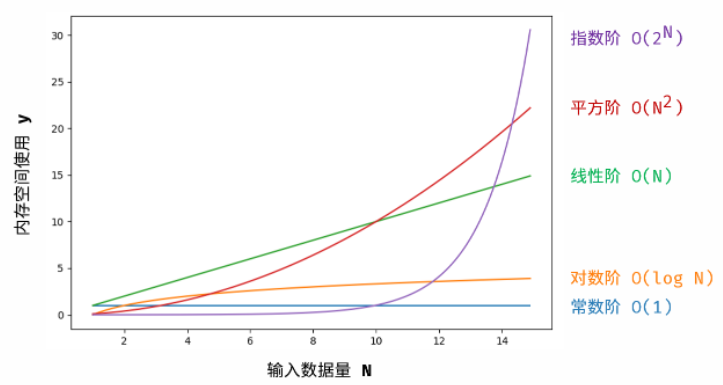 30
25
20
15
10
5
0
内存空间使用 y
2 4 6 8 10 12 14
输入数据量 N
指数阶 O(2^N)
平方阶 O(N^2)
线性阶 O(N)
对数阶 O(log N)
常数阶 O(1)